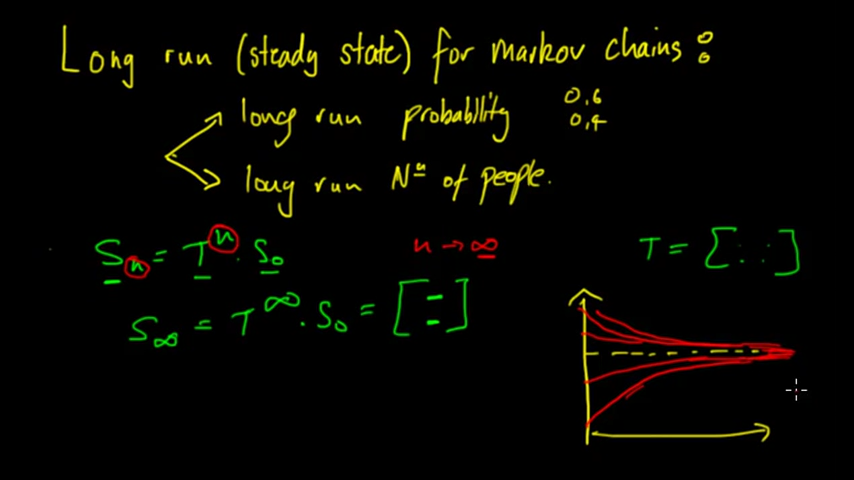 Long run (steady state) for markov chains :
long run probability 0,6
0,4
long run Nº of people.
Sₙ = Tⁿ . S₀ n → ∞ T = [ : : ]
S∞ = T^∞ . S₀ = [ - - ]